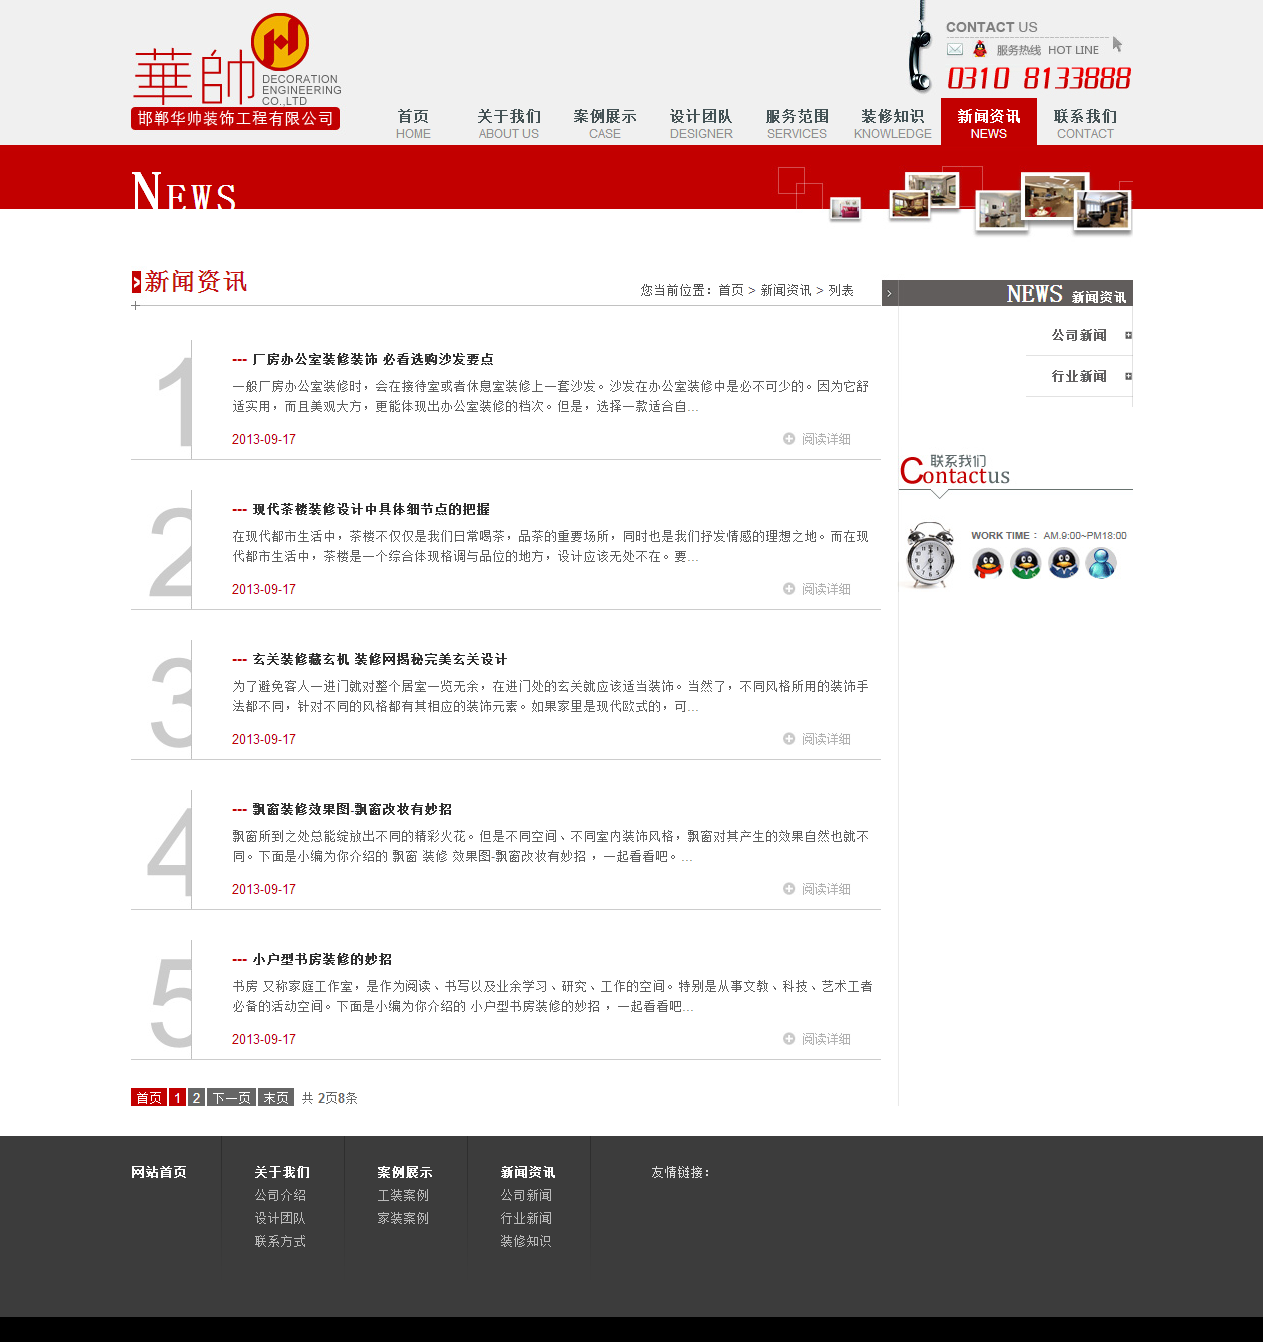 華帥
DECORATION
ENGINEERING
CO.,LTD
邯郸华帅装饰工程有限公司
CONTACT US
服务热线 HOT LINE
0310 8133888
首页 关于我们 案例展示 设计团队 服务范围 装修知识 新闻资讯 联系我们
HOME ABOUT US CASE DESIGNER SERVICES KNOWLEDGE NEWS CONTACT
NEWS
新闻资讯
您当前位置：首页 > 新闻资讯 > 列表
NEWS 新闻资讯
公司新闻
行业新闻
联系我们
Contactus
WORK TIME： AM.9:00~PM18:00
1
--- 厂房办公室装修装饰 必看选购沙发要点
一般厂房办公室装修时，会在接待室或者休息室装修上一套沙发。沙发在办公室装修中是必不可少的。因为它舒
适实用，而且美观大方，更能体现出办公室装修的档次。但是，选择一款适合自...
2013-09-17 阅读详细
2
--- 现代茶楼装修设计中具体细节点的把握
在现代都市生活中，茶楼不仅仅是我们日常喝茶，品茶的重要场所，同时也是我们抒发情感的理想之地。而在现
代都市生活中，茶楼是一个综合体现格调与品位的地方，设计应该无处不在。要...
2013-09-17 阅读详细
3
--- 玄关装修藏玄机 装修网揭秘完美玄关设计
为了避免客人一进门就对整个居室一览无余，在进门处的玄关就应该适当装饰。当然了，不同风格所用的装饰手
法都不同，针对不同的风格都有其相应的装饰元素。如果家里是现代欧式的，可...
2013-09-17 阅读详细
4
--- 飘窗装修效果图-飘窗改妆有妙招
飘窗所到之处总能绽放出不同的精彩火花。但是不同空间、不同室内装饰风格，飘窗对其产生的效果自然也就不
同。下面是小编为你介绍的 飘窗 装修 效果图-飘窗改妆有妙招 ，一起看看吧。...
2013-09-17 阅读详细
5
--- 小户型书房装修的妙招
书房 又称家庭工作室，是作为阅读、书写以及业余学习、研究、工作的空间。特别是从事文教、科技、艺术工者
必备的活动空间。下面是小编为你介绍的 小户型书房装修的妙招 ，一起看看吧...
2013-09-17 阅读详细
首页 1 2 下一页 末页 共 2页8条
网站首页 关于我们 案例展示 新闻资讯 友情链接：
公司介绍 工装案例 公司新闻
设计团队 家装案例 行业新闻
联系方式 装修知识